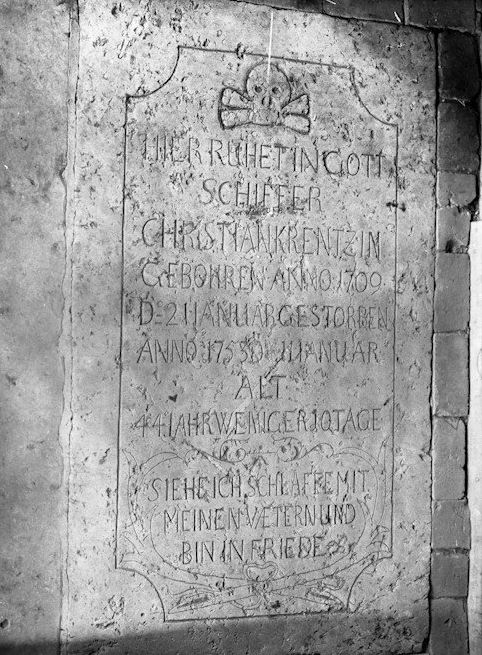 HIER RUHET IN GOTT
SCHIFFER
CHRISTIAN KRENTZIN
GEBOHREN ANNO 1709
D 21 IANUAR GESTORBEN
ANNO 1753 D 11 IANUAR
ALT
44 IAHR WENIGER 10 TAGE
SIEHE ICH SCHLAFFE MIT
MEINEN VETERN UND
BIN IN FRIEDE